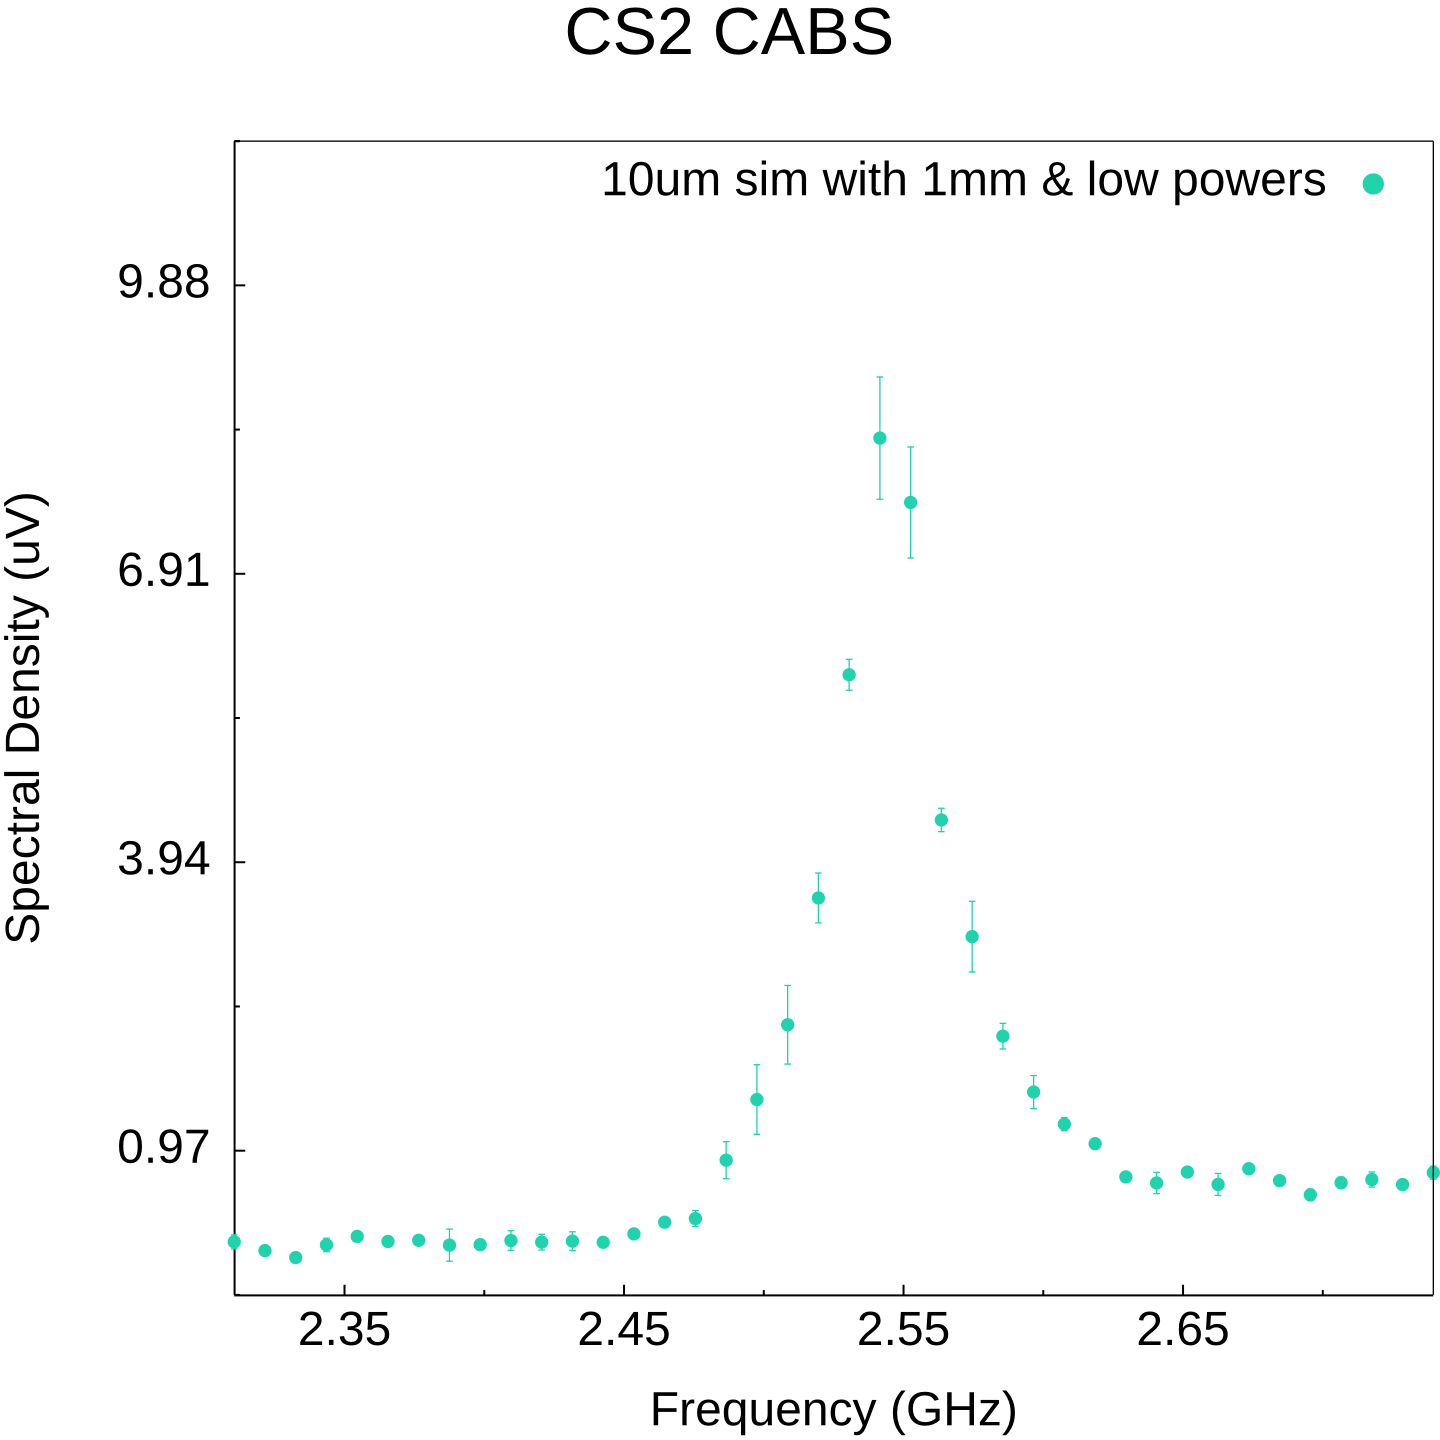 CS2 CABS
10um sim with 1mm & low powers
9.88
6.91
3.94
0.97
Spectral Density (uV)
2.35 2.45 2.55 2.65
Frequency (GHz)